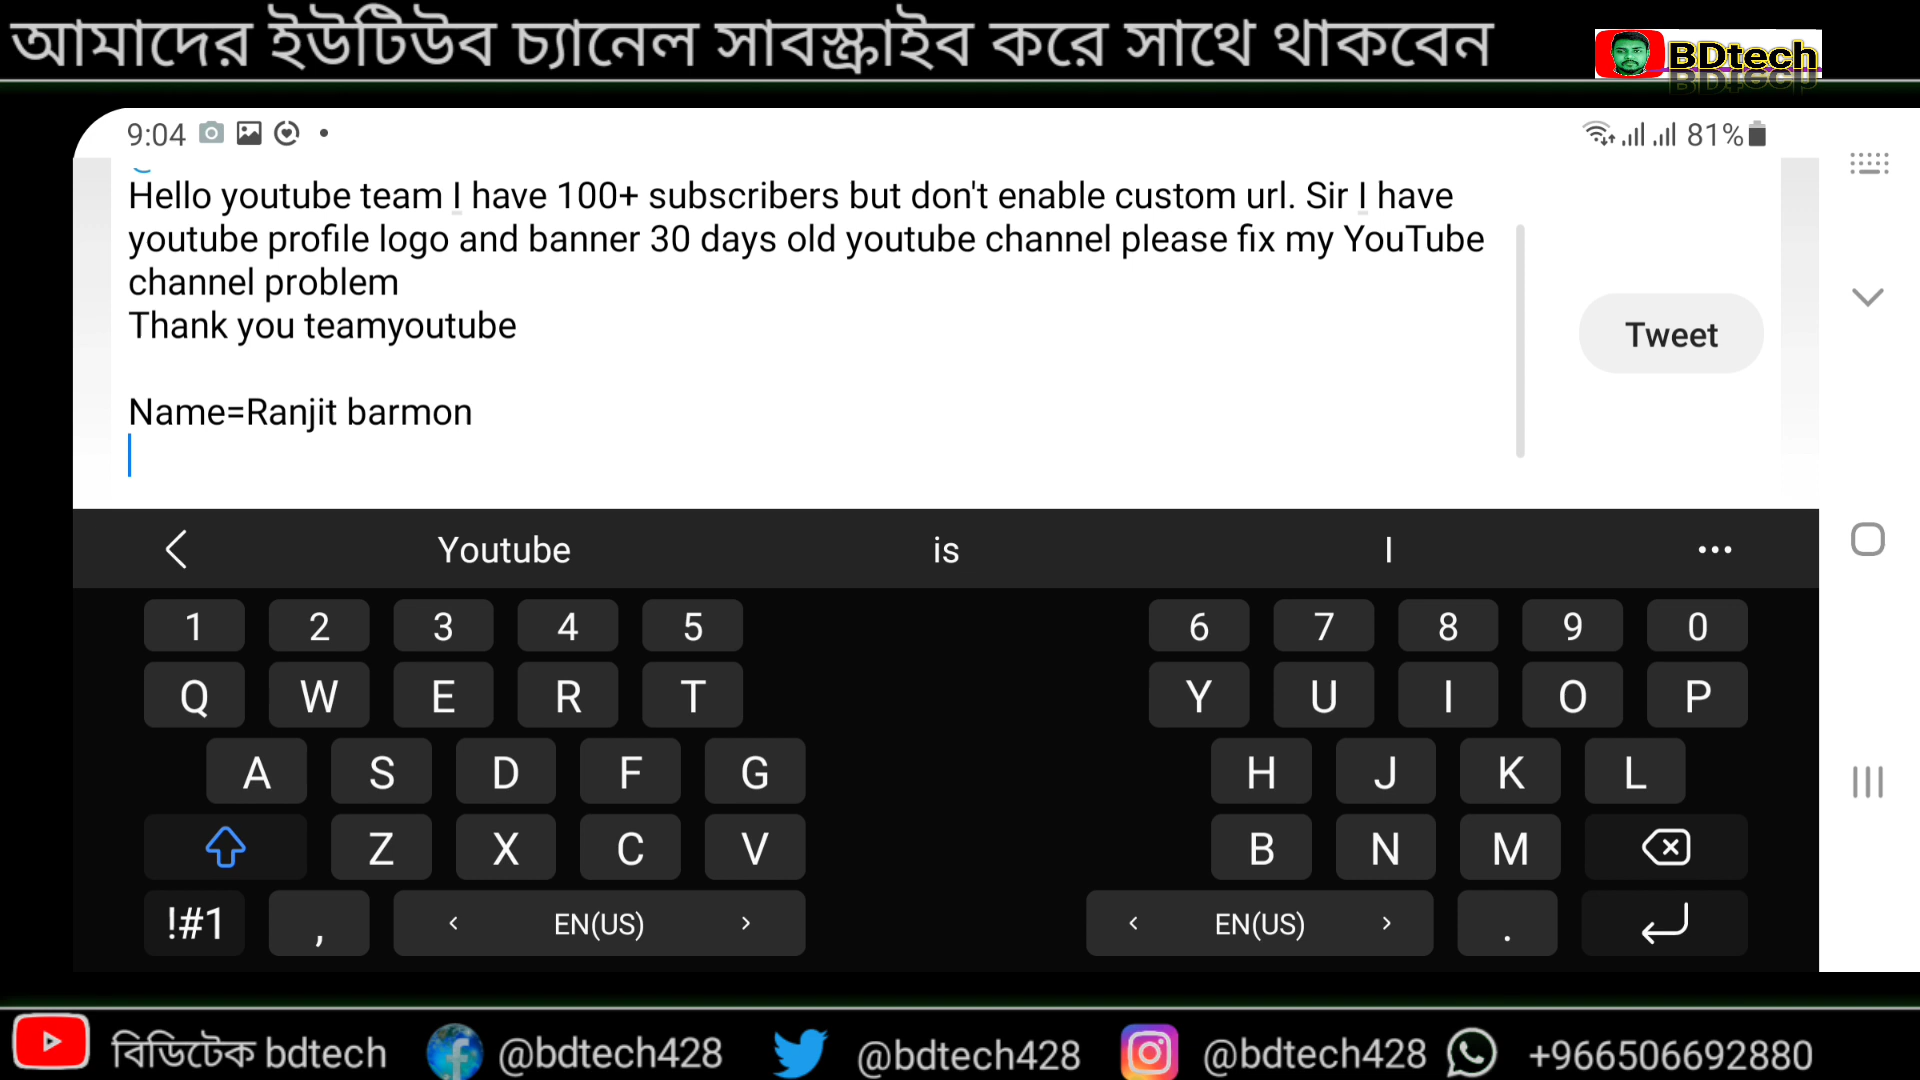 আমাদের ইউটিউব চ্যানেল সাবস্ক্রাইব করে সাথে থাকবেন
BDtech
9:04
81%
Hello youtube team I have 100+ subscribers but don't enable custom url. Sir I have
youtube profile logo and banner 30 days old youtube channel please fix my YouTube
channel problem
Thank you teamyoutube
Tweet
Name=Ranjit barmon
Youtube is I
1 2 3 4 5 6 7 8 9 0
Q W E R T Y U I O P
A S D F G H J K L
Z X C V B N M
!#1 , < EN(US) > < EN(US) > .
বিডিটেক bdtech @bdtech428 @bdtech428 @bdtech428 +966506692880